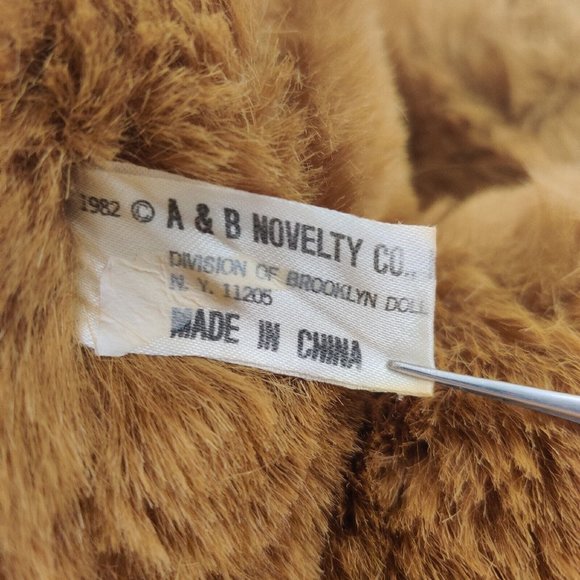 1982 © A & B NOVELTY CO.,
DIVISION OF BROOKLYN DOLL
N. Y. 11205
MADE IN CHINA